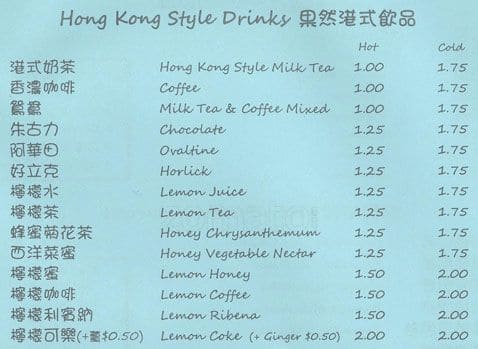 Hong Kong Style Drinks 果然港式飲品
Hot Cold
港式奶茶 Hong Kong Style Milk Tea 1.00 1.75
香濃咖啡 Coffee 1.00 1.75
鴛鴦 Milk Tea & Coffee Mixed 1.00 1.75
朱古力 Chocolate 1.25 1.75
阿華田 Ovaltine 1.25 1.75
好立克 Horlick 1.25 1.75
檸檬水 Lemon Juice 1.25 1.75
檸檬茶 Lemon Tea 1.25 1.75
蜂蜜菊花茶 Honey Chrysanthemum 1.25 1.75
西洋菜蜜 Honey Vegetable Nectar 1.25 1.75
檸檬蜜 Lemon Honey 1.50 2.00
檸檬咖啡 Lemon Coffee 1.50 2.00
檸檬利賓納 Lemon Ribena 1.50 2.00
檸檬可樂(+薑$0.50) Lemon Coke (+ Ginger $0.50) 2.00 2.00